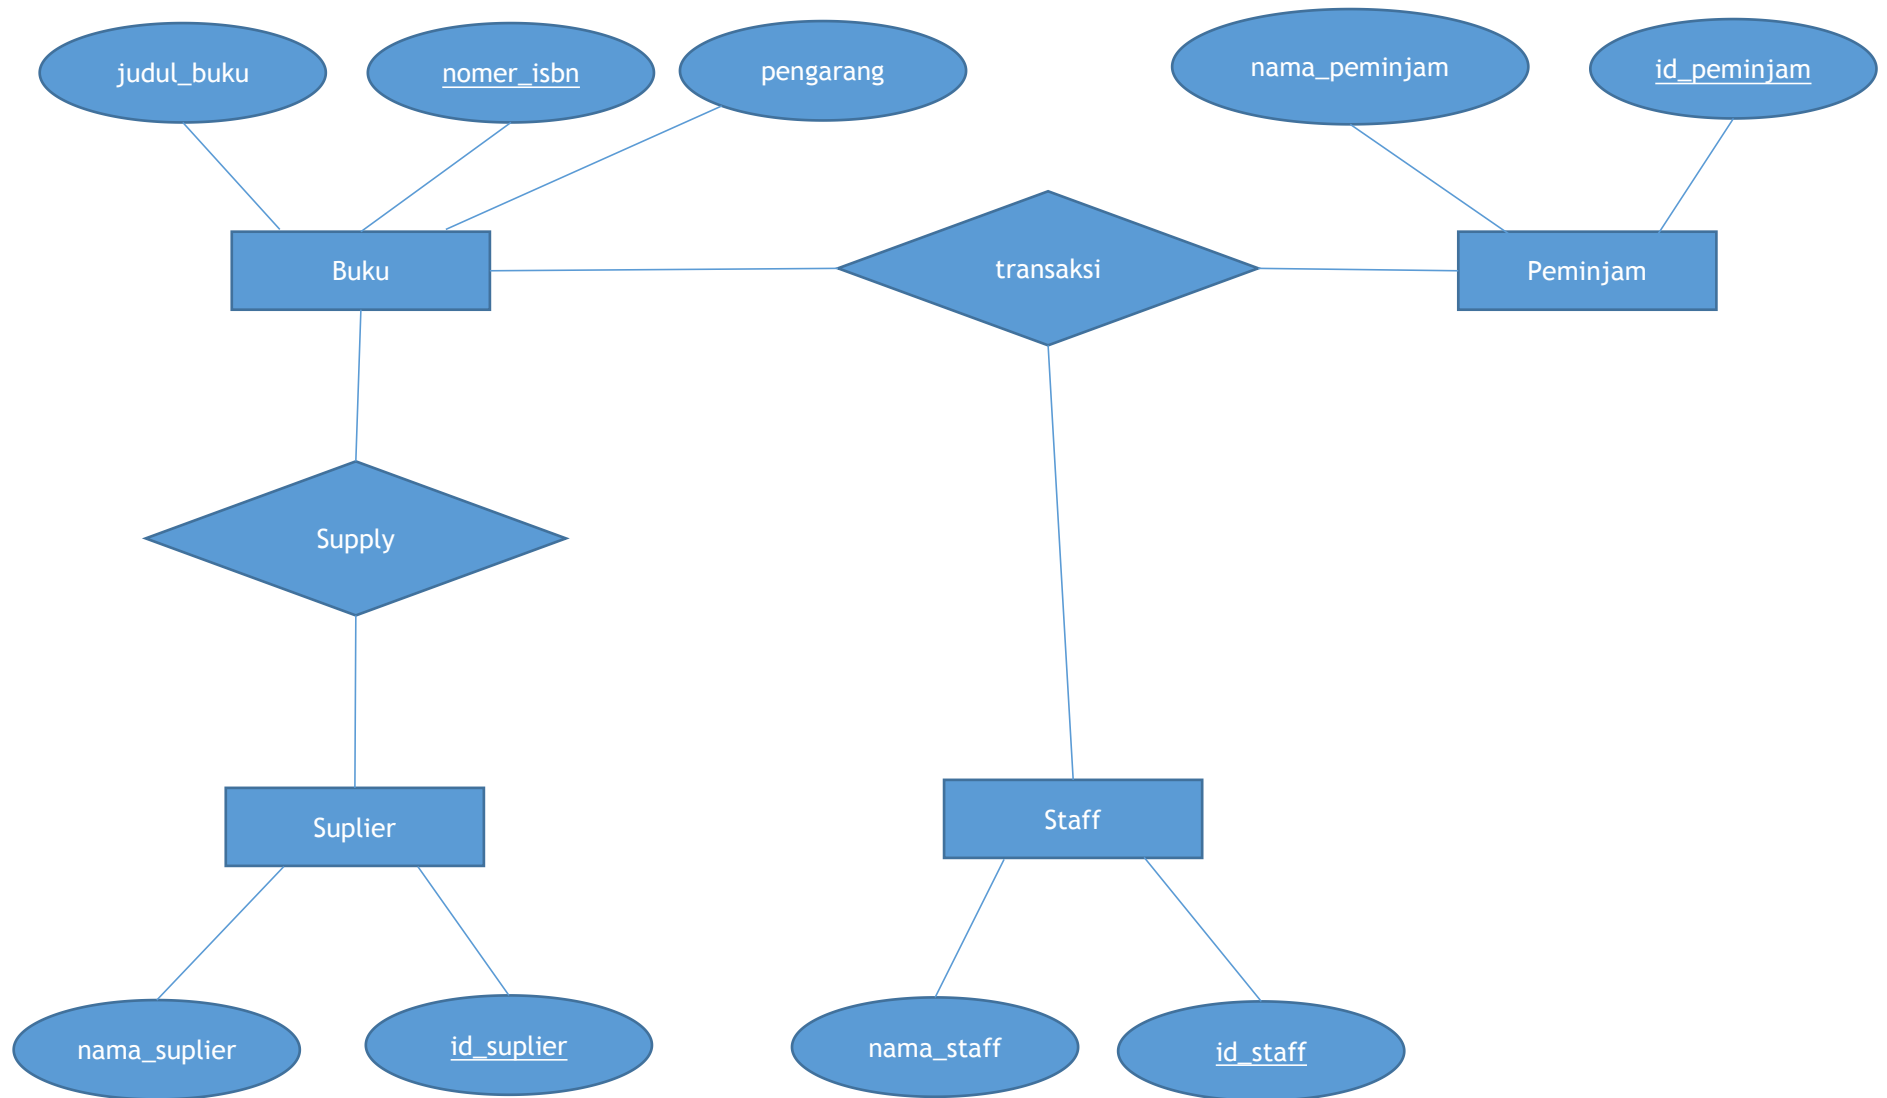 judul_buku
nomer_isbn
pengarang
nama_peminjam
id_peminjam
Buku
transaksi
Peminjam
Supply
Suplier
Staff
nama_suplier
id_suplier
nama_staff
id_staff